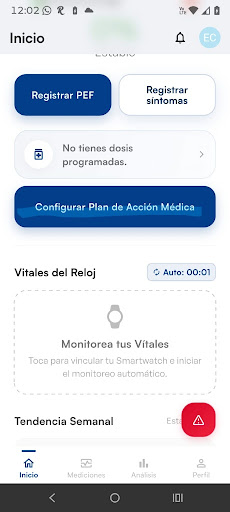 12:02
Inicio
EC
Estable
Registrar PEF
Registrar síntomas
No tienes dosis
programadas.
Configurar Plan de Acción Médica
Vitales del Reloj
Auto: 00:01
Monitorea tus Vitales
Toca para vincular tu Smartwatch e iniciar
el monitoreo automático.
Tendencia Semanal
Inicio
Mediciones
Análisis
Perfil